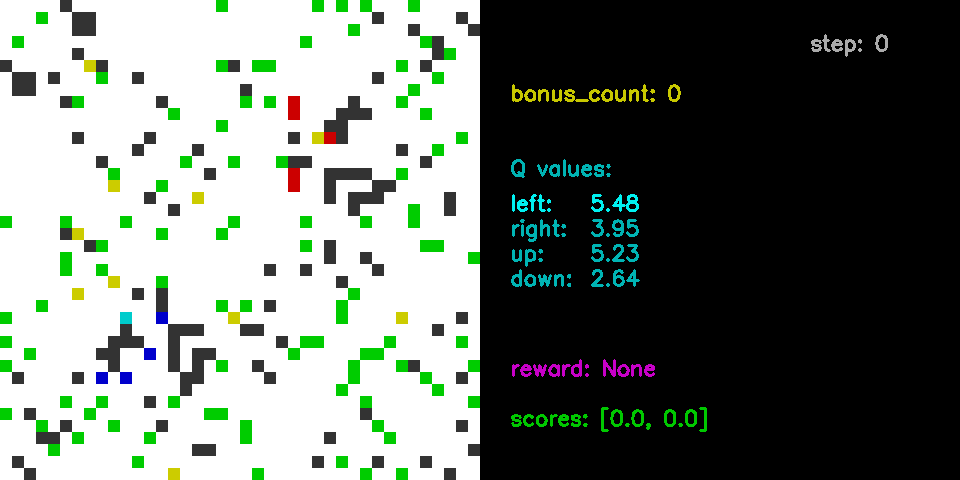 step: 0
bonus_count: 0
Q values:
left: 5.48
right: 3.95
up: 5.23
down: 2.64
reward: None
scores: [0.0, 0.0]